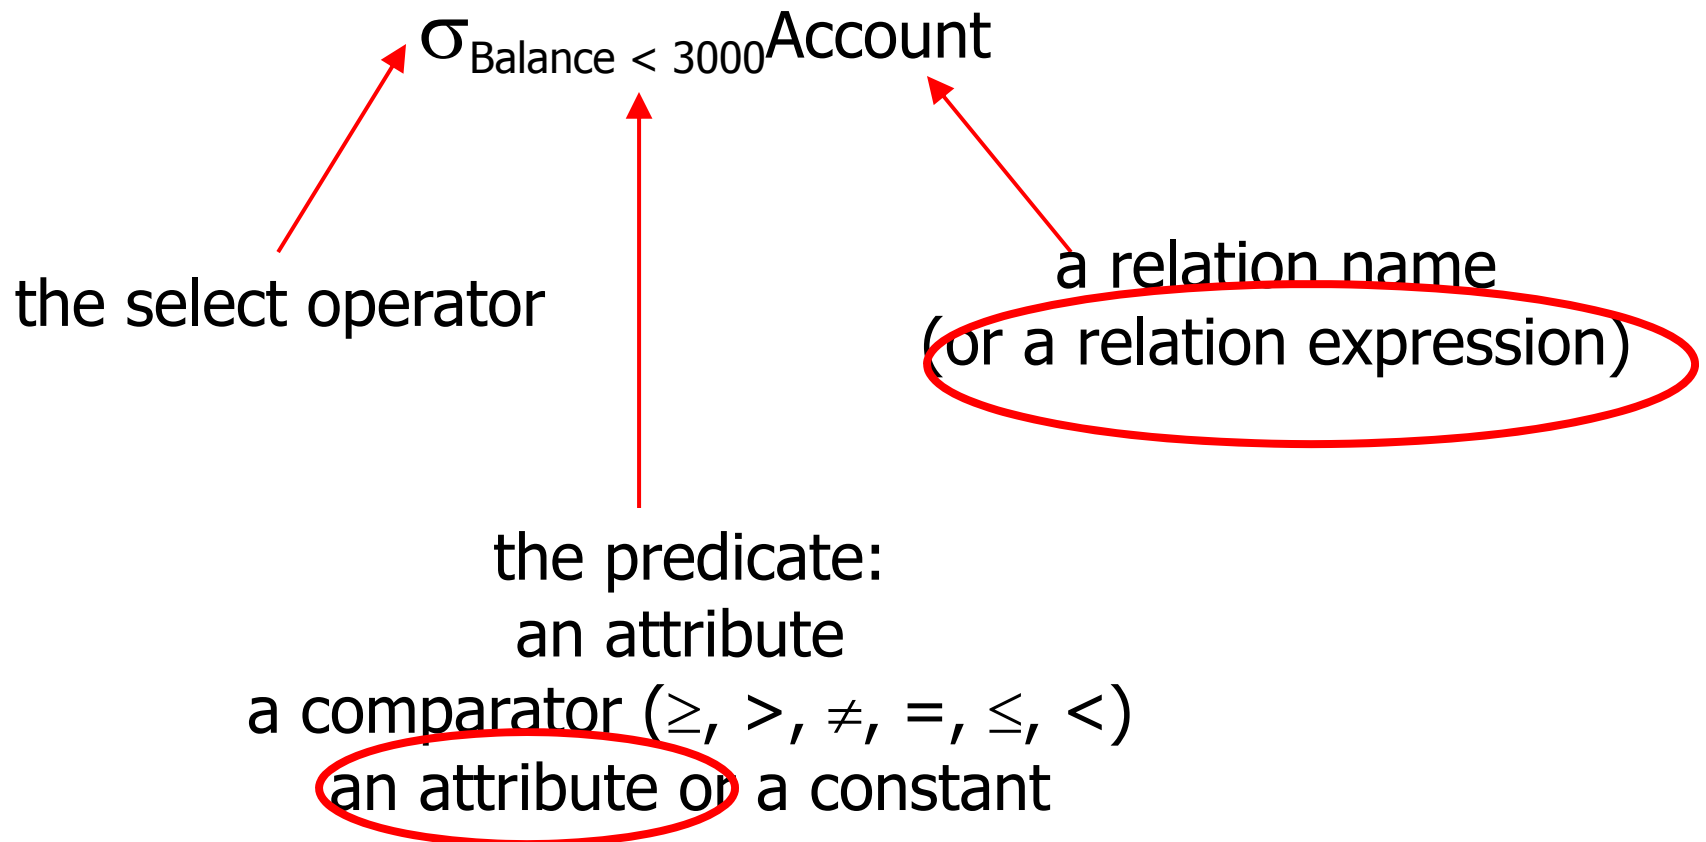 σBalance < 3000Account
the select operator
a relation name
(or a relation expression)
the predicate:
an attribute
a comparator (≥, >, ≠, =, ≤, <)
an attribute or a constant